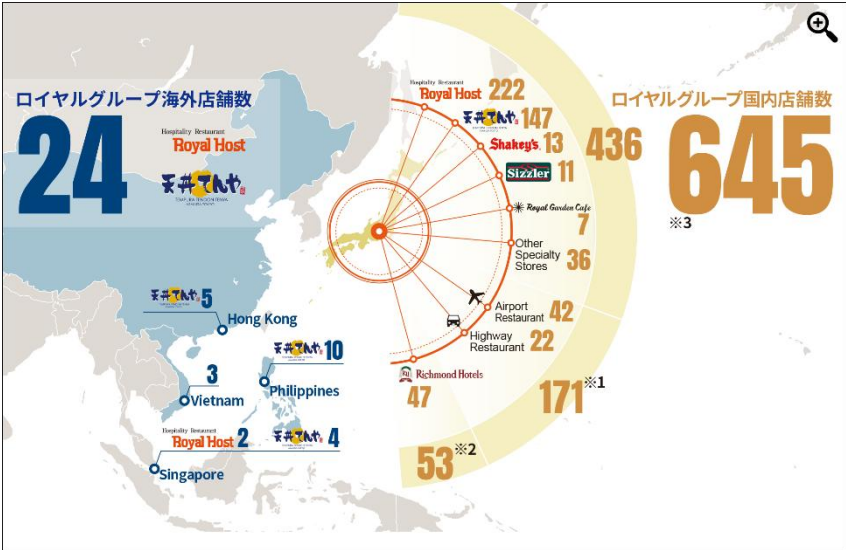 ロイヤルグループ海外店舗数
24
Hospitality Restaurant
Royal Host
天丼てんや
天丼てんや 5
Hong Kong
天丼てんや 10
Philippines
3
Vietnam
Hospitality Restaurant
Royal Host 2
天丼てんや 4
Singapore
Hospitality Restaurant
Royal Host 222
天丼てんや 147
Shakey's. 13
Sizzler 11
Royal Garden Cafe
7
Other
Specialty
Stores 36
Airport
Restaurant 42
Highway
Restaurant 22
RH
Richmond Hotels
47
436
171※1
53※2
ロイヤルグループ国内店舗数
645
※3